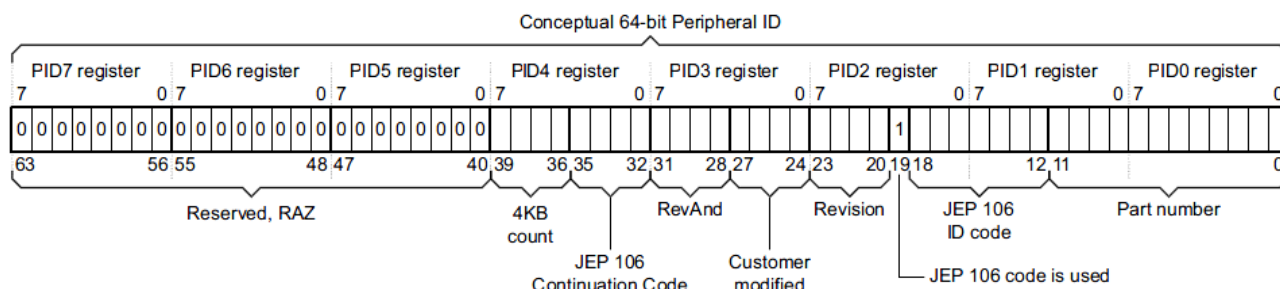 Conceptual 64-bit Peripheral ID
PID7 register PID6 register PID5 register PID4 register PID3 register PID2 register PID1 register PID0 register
7 0 7 0 7 0 7 0 7 0 7 0 7 0 7 0
0 0 0 0 0 0 0 0 0 0 0 0 0 0 0 0 0 0 0 0 0 0 0 0 1
63 56 55 48 47 40 39 36 35 32 31 28 27 24 23 20 19 18 12 11 0
Reserved, RAZ 4KB RevAnd Revision JEP 106 Part number
count ID code
JEP 106 Customer JEP 106 code is used
Continuation Code modified